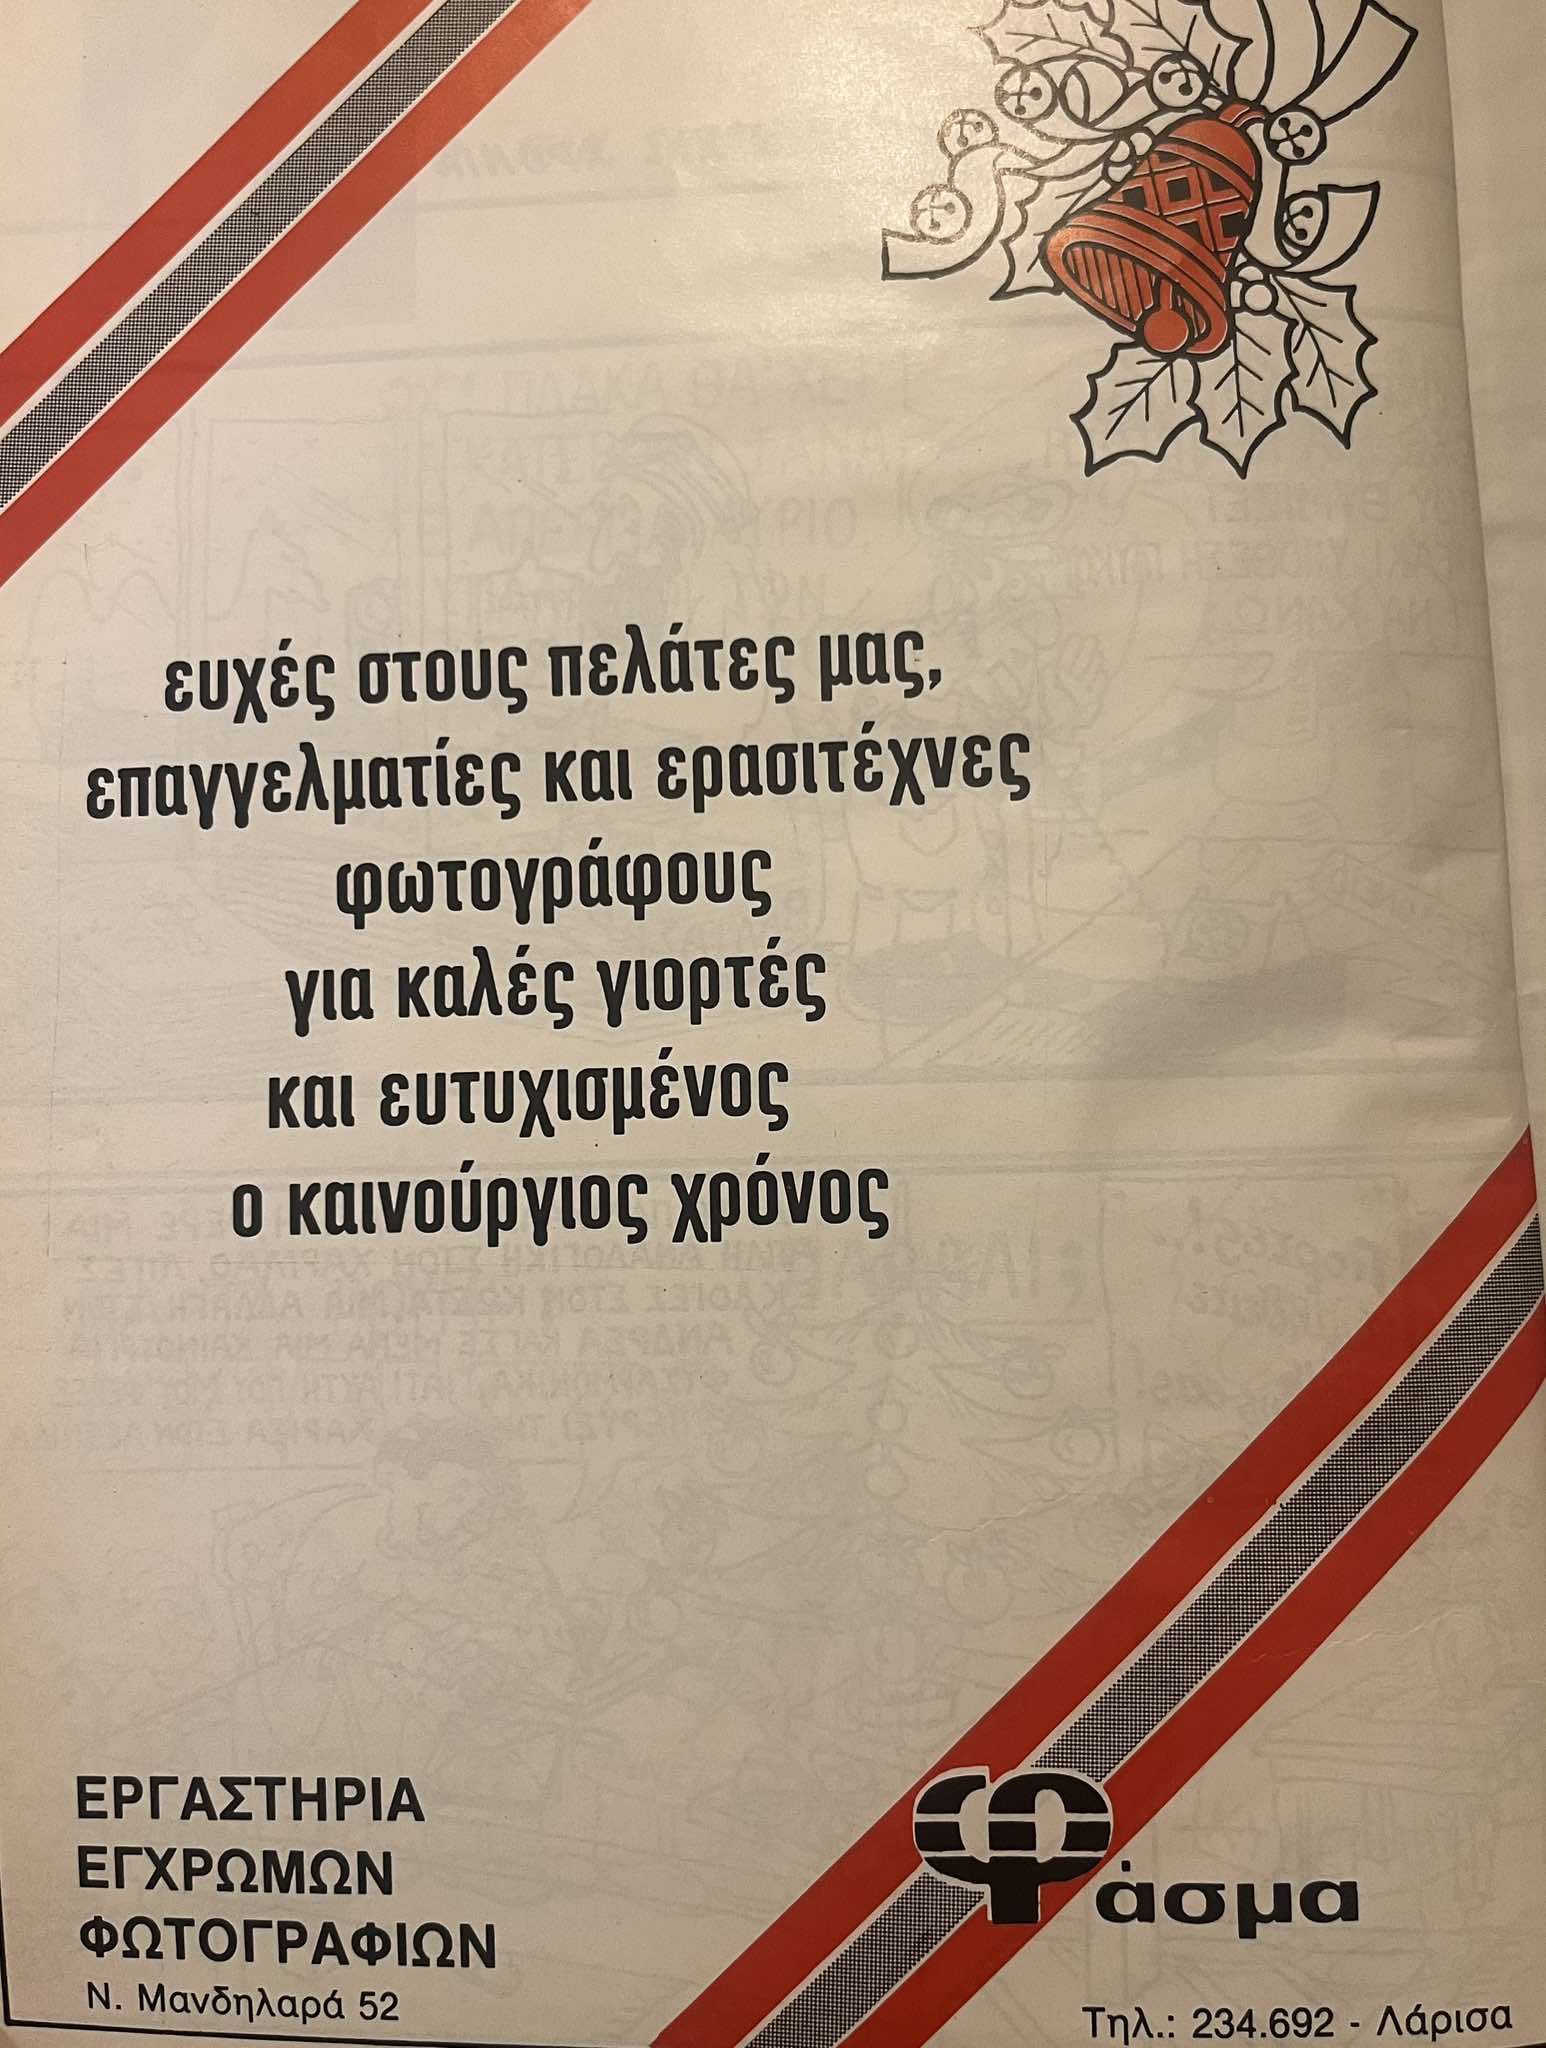 ευχές στους πελάτες μας,
επαγγελματίες και ερασιτέχνες
φωτογράφους
για καλές γιορτές
και ευτυχισμένος
ο καινούργιος χρόνος
ΕΡΓΑΣΤΗΡΙΑ
ΕΓΧΡΩΜΩΝ
ΦΩΤΟΓΡΑΦΙΩΝ
Ν. Μανδηλαρά 52
φάσμα
Τηλ.: 234.692 - Λάρισα